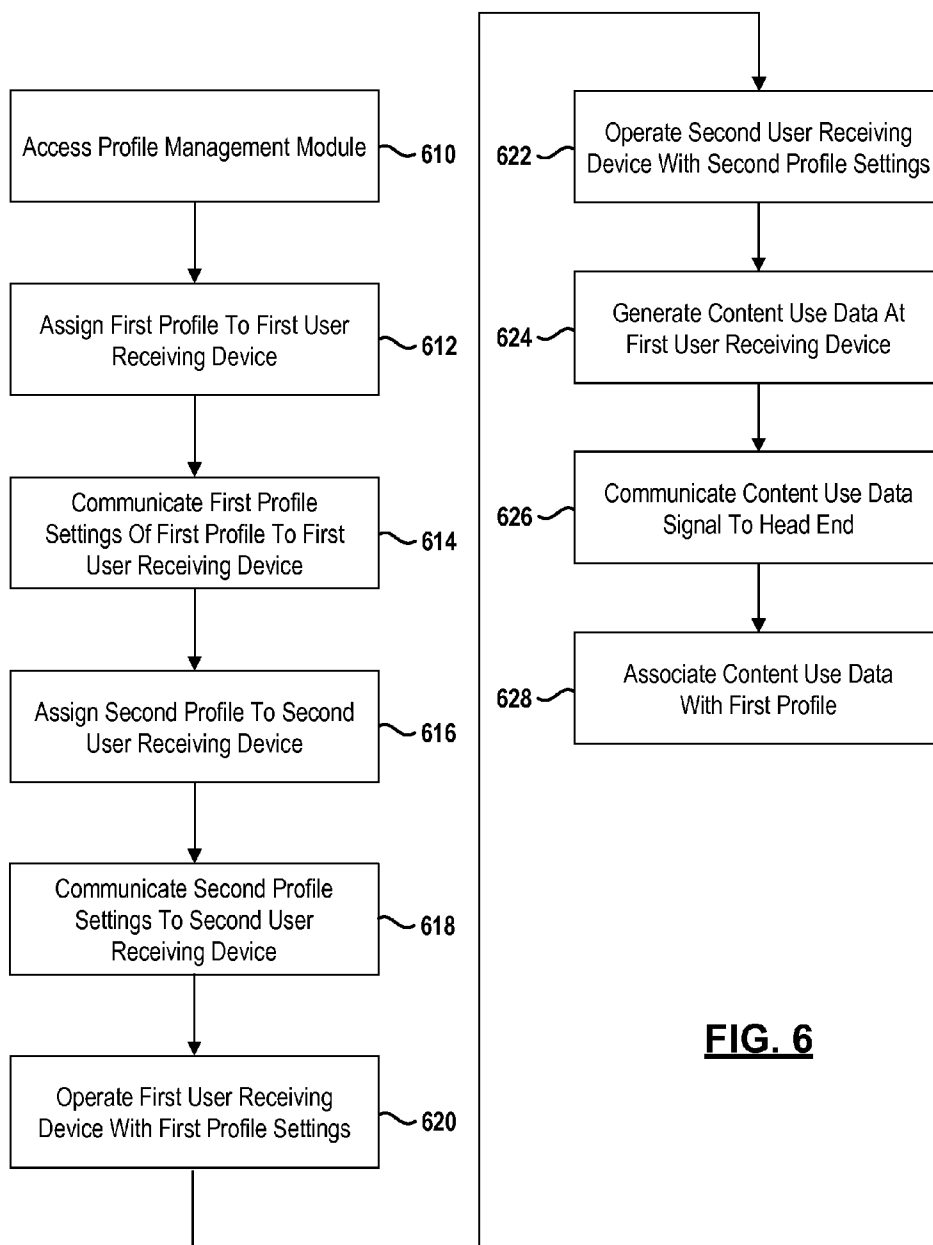 Access Profile Management Module
610
Assign First Profile To First User
Receiving Device
612
Communicate First Profile
Settings Of First Profile To First
User Receiving Device
614
Assign Second Profile To Second
User Receiving Device
616
Communicate Second Profile
Settings To Second User
Receiving Device
618
Operate First User Receiving
Device With First Profile Settings
620
Operate Second User Receiving
Device With Second Profile Settings
622
Generate Content Use Data At
First User Receiving Device
624
Communicate Content Use Data
Signal To Head End
626
Associate Content Use Data
With First Profile
628
FIG. 6